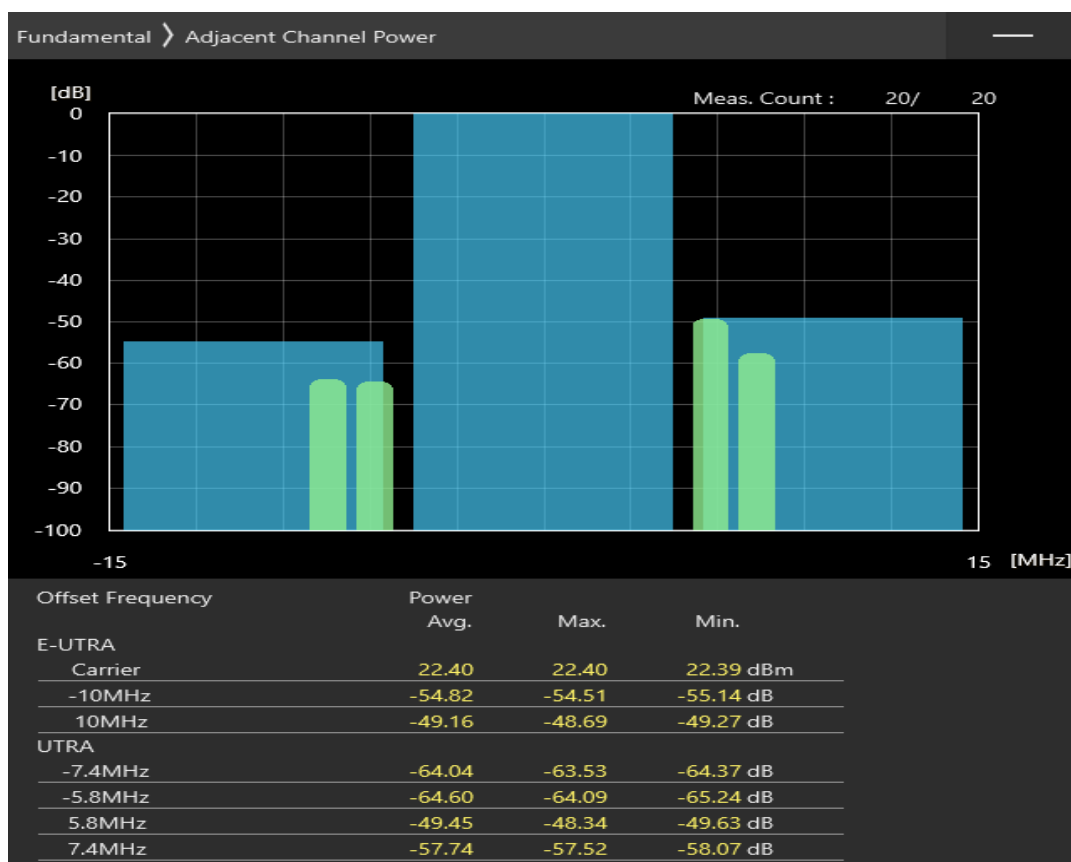 Fundamental 〉 Adjacent Channel Power
[dB]
Meas. Count : 20/ 20
0
-10
-20
-30
-40
-50
-60
-70
-80
-90
-100
-15 15 [MHz]
Offset Frequency Power
Avg. Max. Min.
E-UTRA
Carrier 22.40 22.40 22.39 dBm
-10MHz -54.82 -54.51 -55.14 dB
10MHz -49.16 -48.69 -49.27 dB
UTRA
-7.4MHz -64.04 -63.53 -64.37 dB
-5.8MHz -64.60 -64.09 -65.24 dB
5.8MHz -49.45 -48.34 -49.63 dB
7.4MHz -57.74 -57.52 -58.07 dB